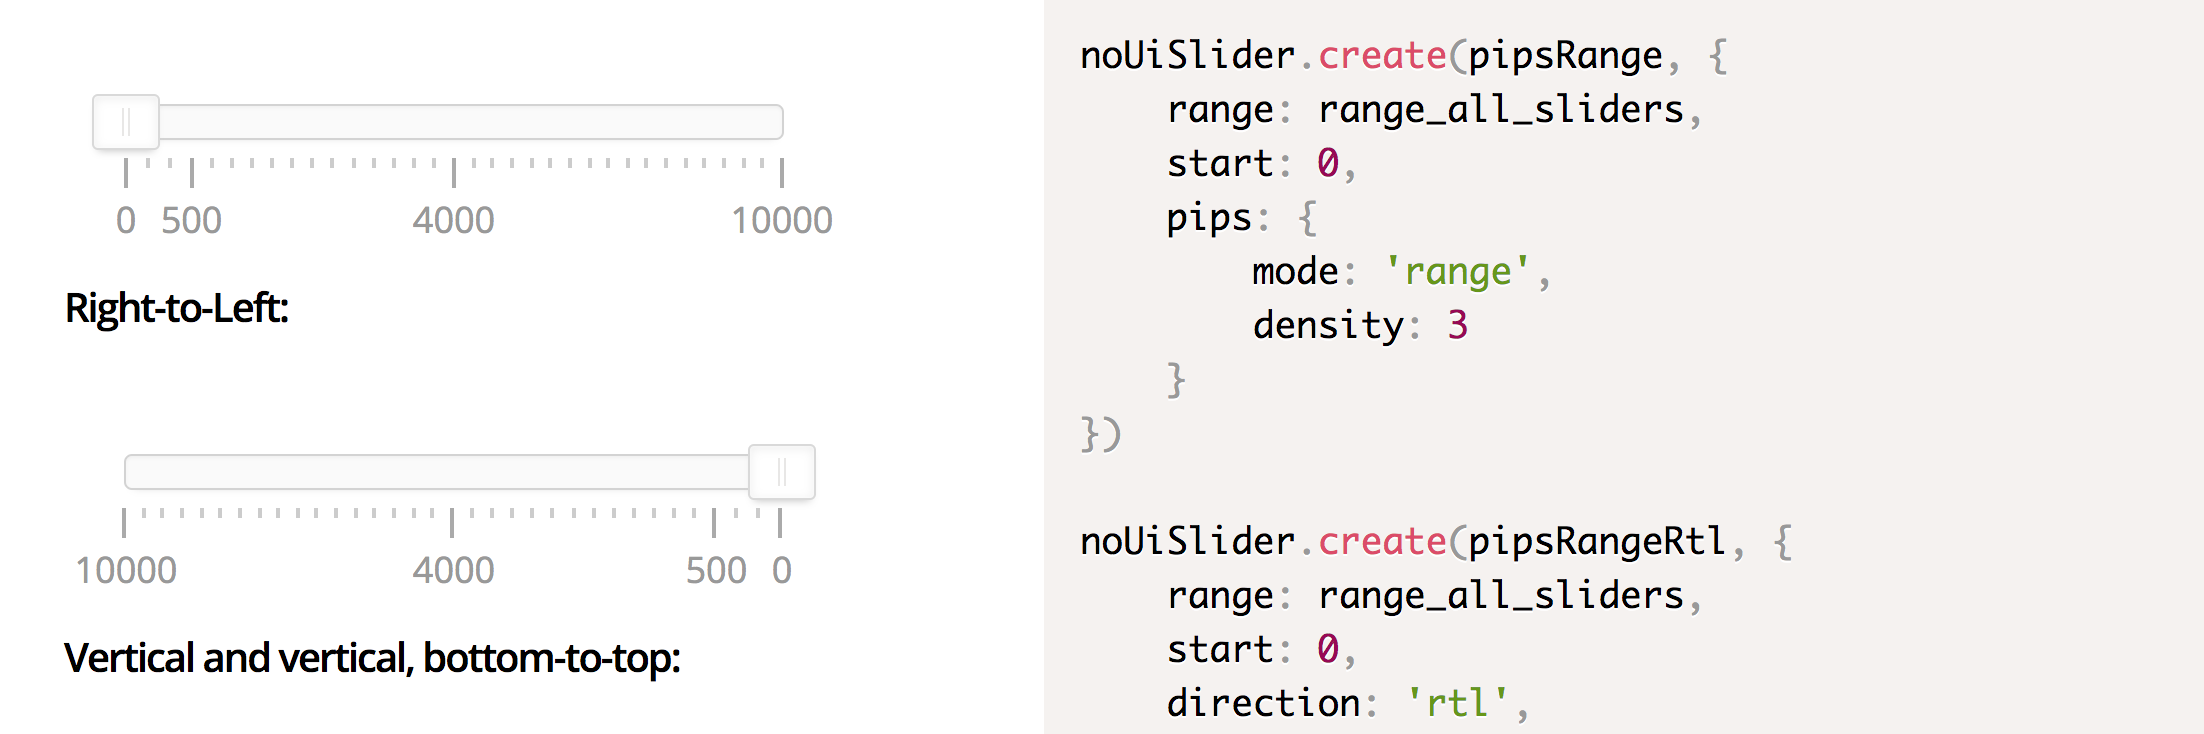 0 500 4000 10000
Right-to-Left:
10000 4000 500 0
Vertical and vertical, bottom-to-top:
noUiSlider.create(pipsRange, {
    range: range_all_sliders,
    start: 0,
    pips: {
        mode: 'range',
        density: 3
    }
})

noUiSlider.create(pipsRangeRtl, {
    range: range_all_sliders,
    start: 0,
    direction: 'rtl',